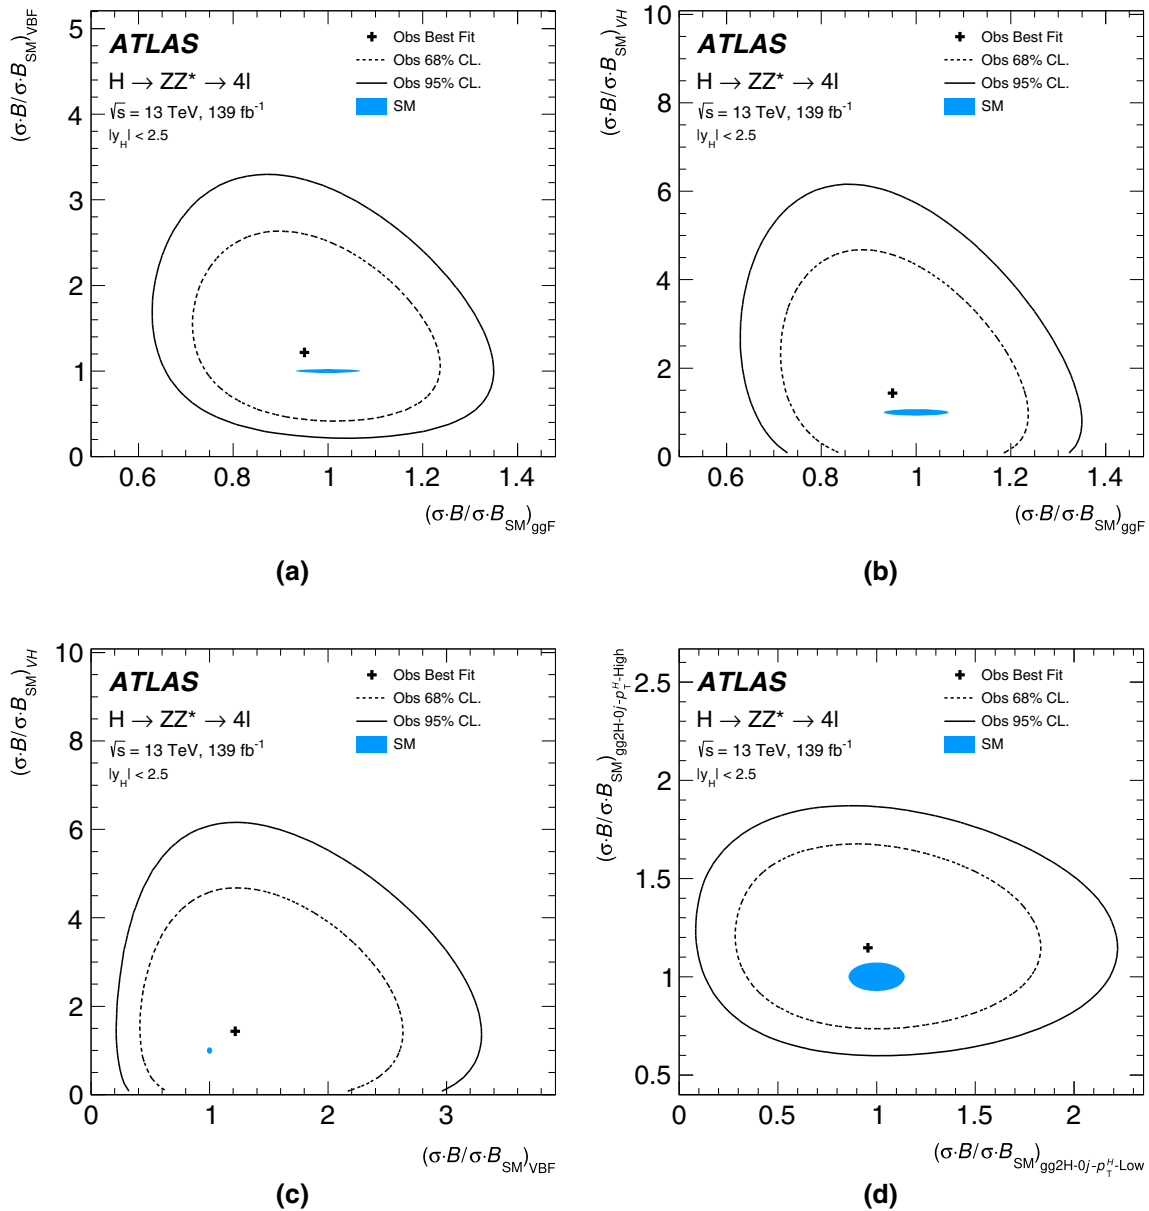 (σ·B/σ·B_SM)_VBF
ATLAS
H → ZZ* → 4l
√s = 13 TeV, 139 fb⁻¹
|y_H| < 2.5
Obs Best Fit
Obs 68% CL.
Obs 95% CL.
SM
5
4
3
2
1
0
0.6 0.8 1 1.2 1.4
(σ·B/σ·B_SM)_ggF
(a)
(σ·B/σ·B_SM)_VH
ATLAS
H → ZZ* → 4l
√s = 13 TeV, 139 fb⁻¹
|y_H| < 2.5
Obs Best Fit
Obs 68% CL.
Obs 95% CL.
SM
10
8
6
4
2
0
0.6 0.8 1 1.2 1.4
(σ·B/σ·B_SM)_ggF
(b)
(σ·B/σ·B_SM)_VH
ATLAS
H → ZZ* → 4l
√s = 13 TeV, 139 fb⁻¹
|y_H| < 2.5
Obs Best Fit
Obs 68% CL.
Obs 95% CL.
SM
10
8
6
4
2
0
0 1 2 3
(σ·B/σ·B_SM)_VBF
(c)
(σ·B/σ·B_SM)_gg2H-0j-p_T^H-High
ATLAS
H → ZZ* → 4l
√s = 13 TeV, 139 fb⁻¹
|y_H| < 2.5
Obs Best Fit
Obs 68% CL.
Obs 95% CL.
SM
2.5
2
1.5
1
0.5
0 0.5 1 1.5 2
(σ·B/σ·B_SM)_gg2H-0j-p_T^H-Low
(d)